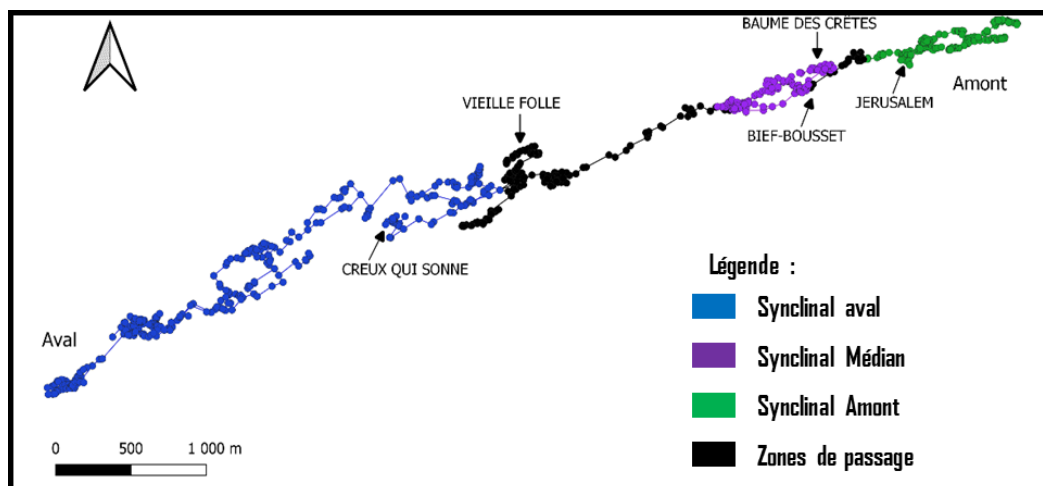 BAUME DES CRÊTES
Amont
JERUSALEM
VIEILLE FOLLE
BIEF-BOUSSET
CREUX QUI SONNE
Aval
Légende :
Synclinal aval
Synclinal Médian
Synclinal Amont
Zones de passage
0 500 1 000 m